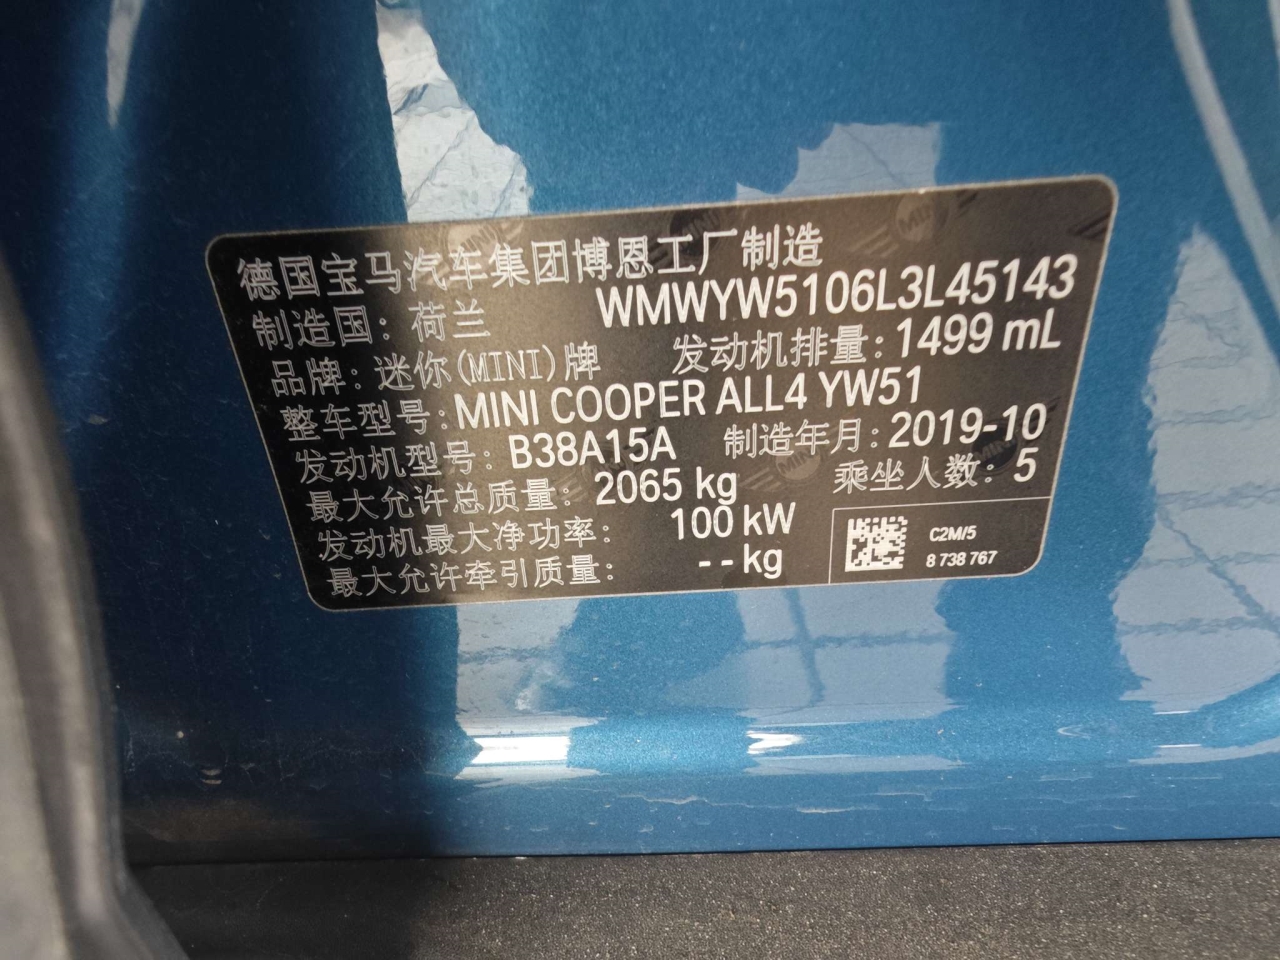 德国宝马汽车集团博恩工厂制造
制造国：荷兰 WMWYW5106L3L45143
品牌：迷你(MINI)牌 发动机排量：1499 mL
整车型号：MINI COOPER ALL4 YW51
发动机型号：B38A15A 制造年月：2019-10
最大允许总质量：2065 kg 乘坐人数：5
发动机最大净功率：100 kW
最大允许牵引质量：-- kg
C2M/5
8 738 767